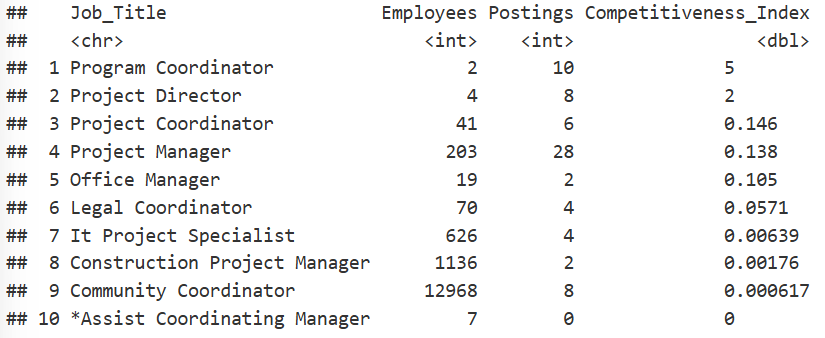 ##    Job_Title                    Employees Postings Competitiveness_Index
##    <chr>                            <int>    <int>                 <dbl>
##  1 Program Coordinator                  2       10              5
##  2 Project Director                     4        8              2
##  3 Project Coordinator                 41        6              0.146
##  4 Project Manager                    203       28              0.138
##  5 Office Manager                      19        2              0.105
##  6 Legal Coordinator                   70        4              0.0571
##  7 It Project Specialist              626        4              0.00639
##  8 Construction Project Manager      1136        2              0.00176
##  9 Community Coordinator            12968        8              0.000617
## 10 *Assist Coordinating Manager         7        0              0